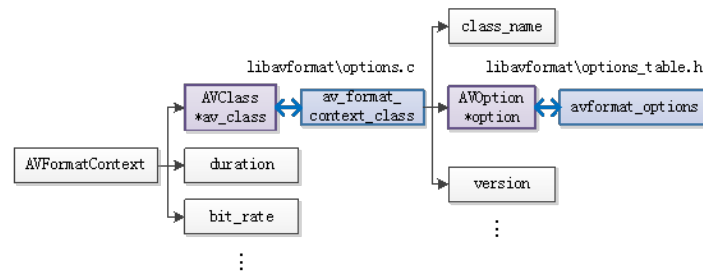 class_name
libavformat\options.c
libavformat\options_table.h
AVClass
*av_class
av_format_
context_class
AVOption
*option
avformat_options
AVFormatContext
duration
version
bit_rate
⋮
⋮